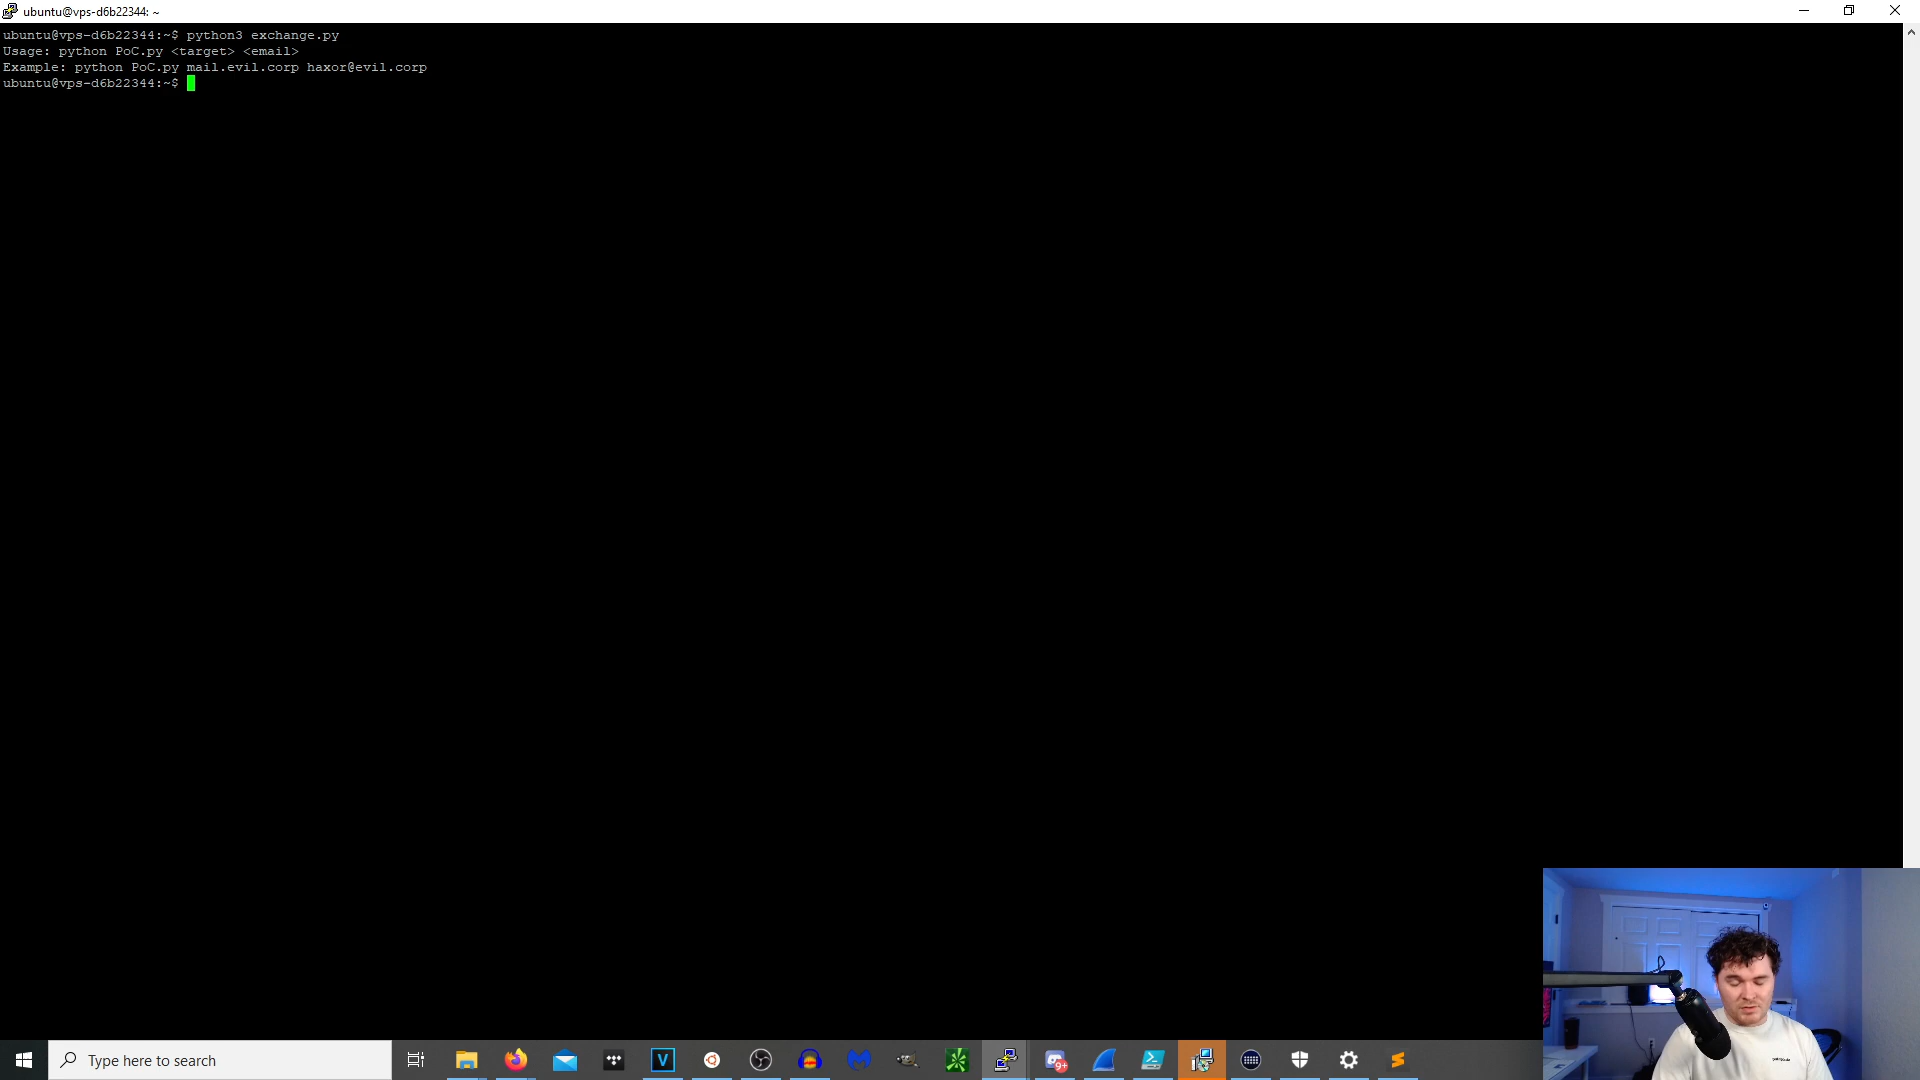 ubuntu@vps-d6b22344: ~
ubuntu@vps-d6b22344:~$ python3 exchange.py
Usage: python PoC.py <target> <email>
Example: python PoC.py mail.evil.corp haxor@evil.corp
ubuntu@vps-d6b22344:~$
Type here to search
V
9+